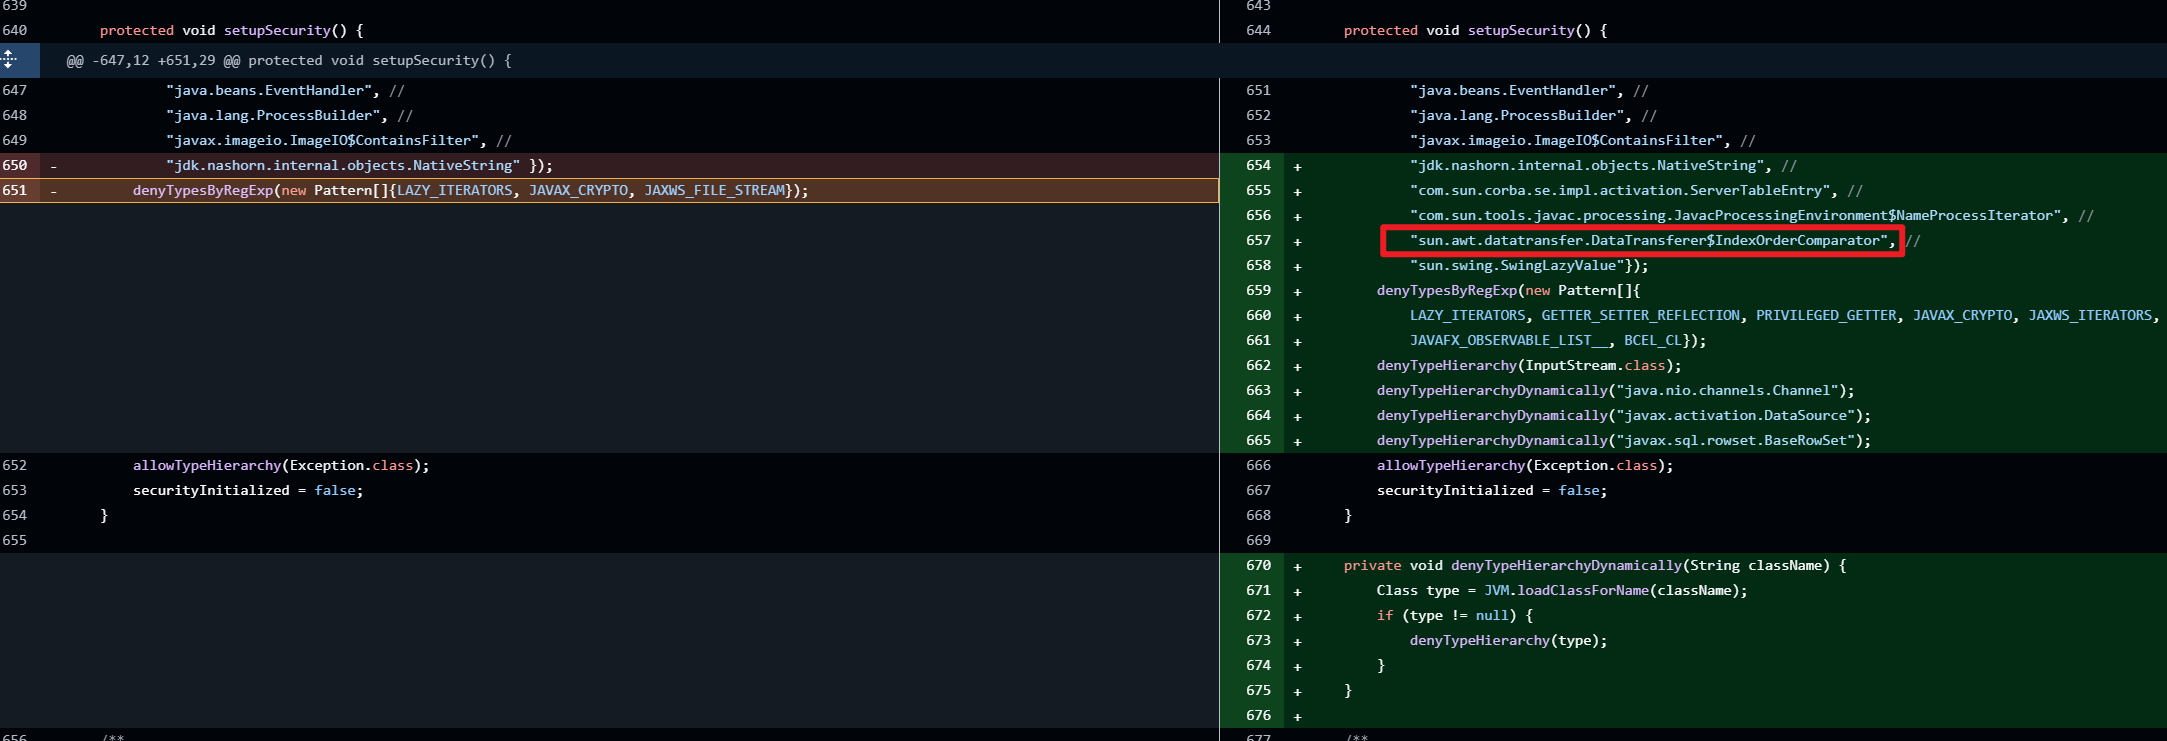 639
640 protected void setupSecurity() {
@@ -647,12 +651,29 @@ protected void setupSecurity() {
647 "java.beans.EventHandler", //
648 "java.lang.ProcessBuilder", //
649 "javax.imageio.ImageIO$ContainsFilter", //
650 - "jdk.nashorn.internal.objects.NativeString" });
651 - denyTypesByRegExp(new Pattern[]{LAZY_ITERATORS, JAVAX_CRYPTO, JAXWS_FILE_STREAM});
652 allowTypeHierarchy(Exception.class);
653 securityInitialized = false;
654 }
655
656 /**
643
644 protected void setupSecurity() {
651 "java.beans.EventHandler", //
652 "java.lang.ProcessBuilder", //
653 "javax.imageio.ImageIO$ContainsFilter", //
654 + "jdk.nashorn.internal.objects.NativeString", //
655 + "com.sun.corba.se.impl.activation.ServerTableEntry", //
656 + "com.sun.tools.javac.processing.JavacProcessingEnvironment$NameProcessIterator", //
657 + "sun.awt.datatransfer.DataTransferer$IndexOrderComparator", //
658 + "sun.swing.SwingLazyValue"});
659 + denyTypesByRegExp(new Pattern[]{
660 + LAZY_ITERATORS, GETTER_SETTER_REFLECTION, PRIVILEGED_GETTER, JAVAX_CRYPTO, JAXWS_ITERATORS,
661 + JAVAFX_OBSERVABLE_LIST__, BCEL_CL});
662 + denyTypeHierarchy(InputStream.class);
663 + denyTypeHierarchyDynamically("java.nio.channels.Channel");
664 + denyTypeHierarchyDynamically("javax.activation.DataSource");
665 + denyTypeHierarchyDynamically("javax.sql.rowset.BaseRowSet");
666 allowTypeHierarchy(Exception.class);
667 securityInitialized = false;
668 }
669
670 + private void denyTypeHierarchyDynamically(String className) {
671 + Class type = JVM.loadClassForName(className);
672 + if (type != null) {
673 + denyTypeHierarchy(type);
674 + }
675 + }
676 +
677 /**